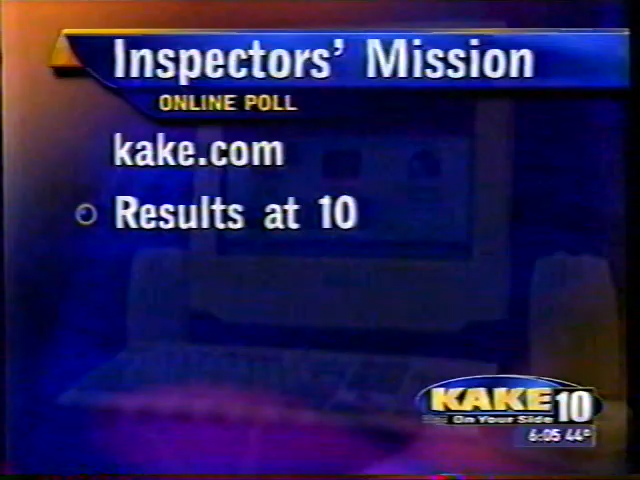 Inspectors' Mission
ONLINE POLL
kake.com
Results at 10
KAKE 10
On Your Side
6:05 44°